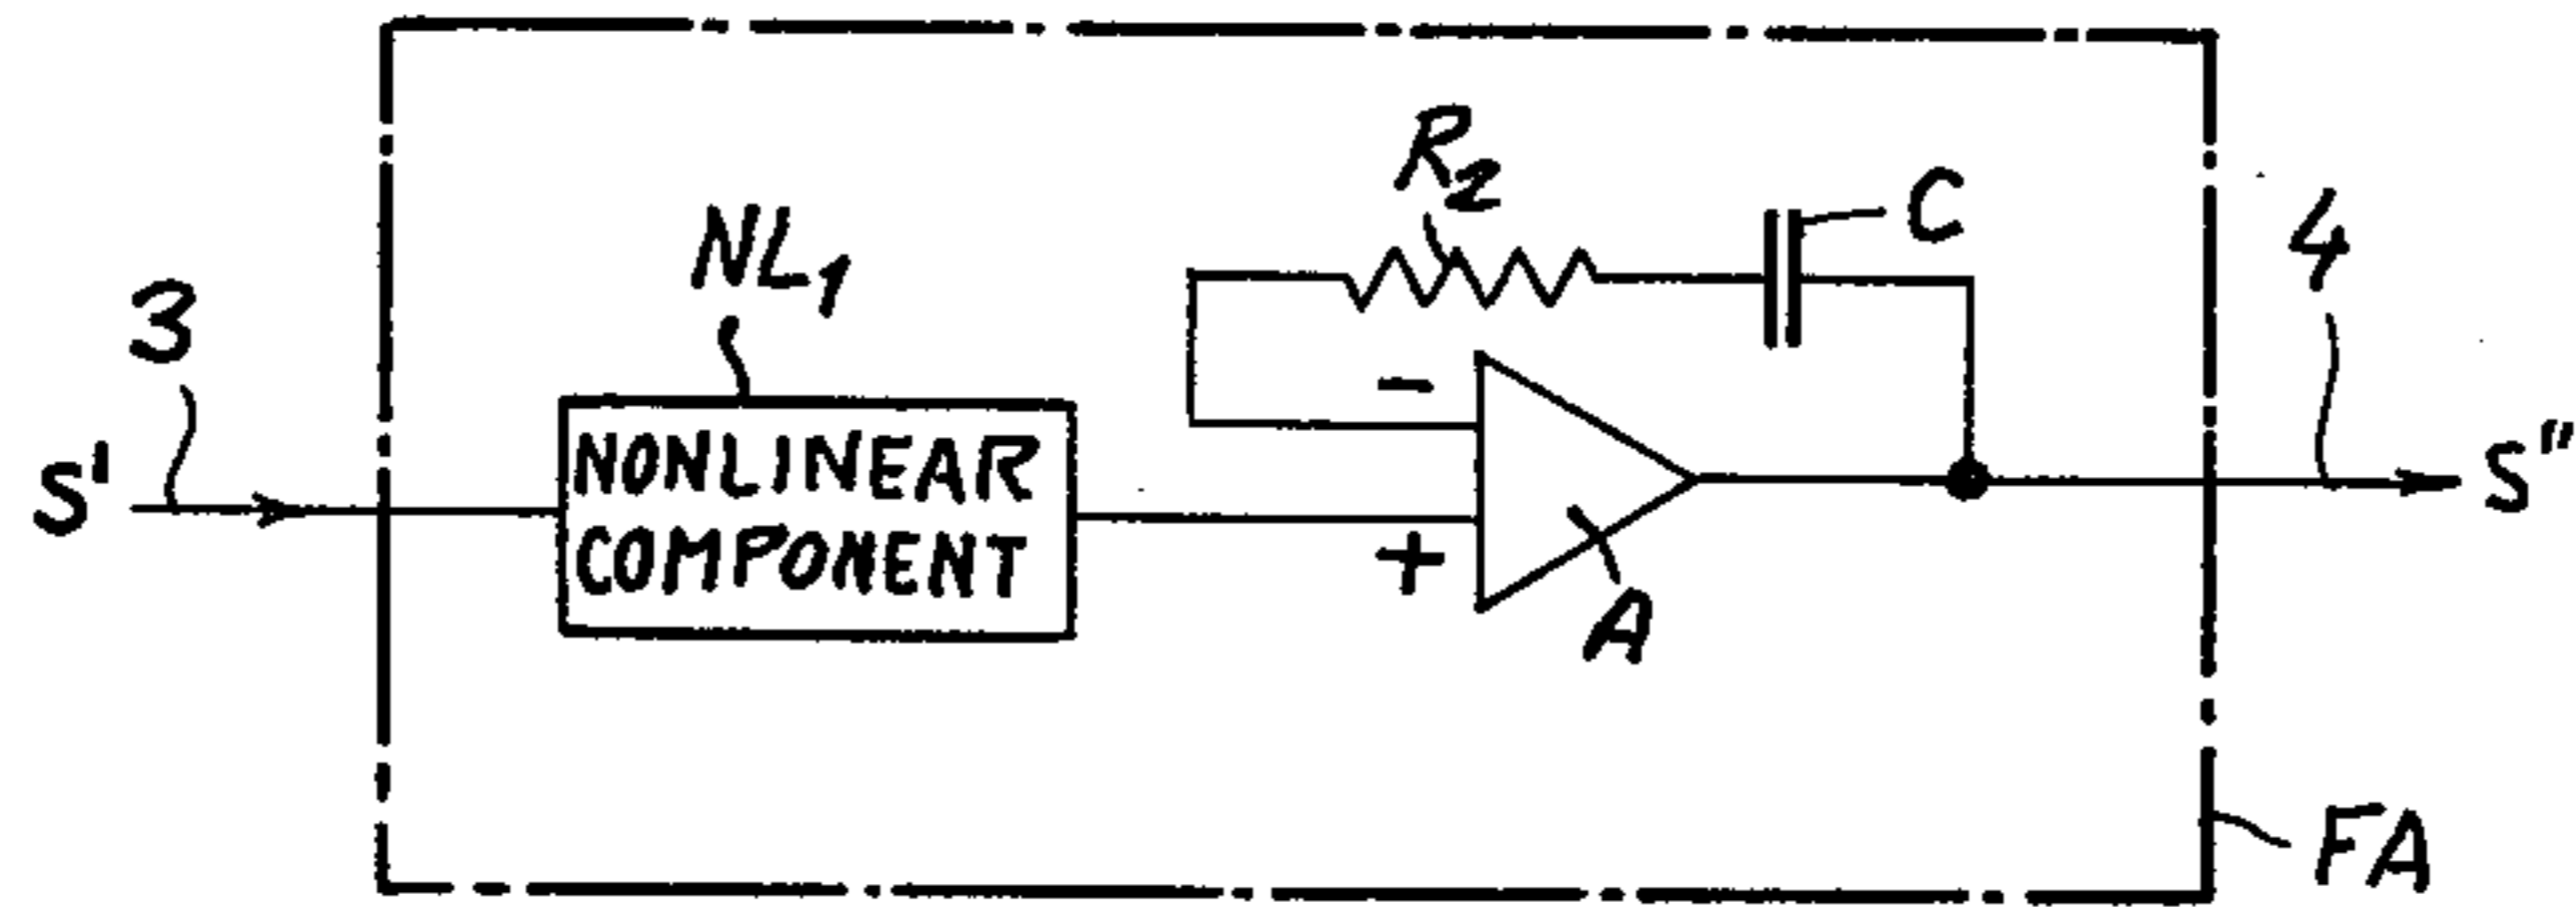 R2
C
4
NL1
3
-
NONLINEAR
COMPONENT
S'
S"
+
A
FA